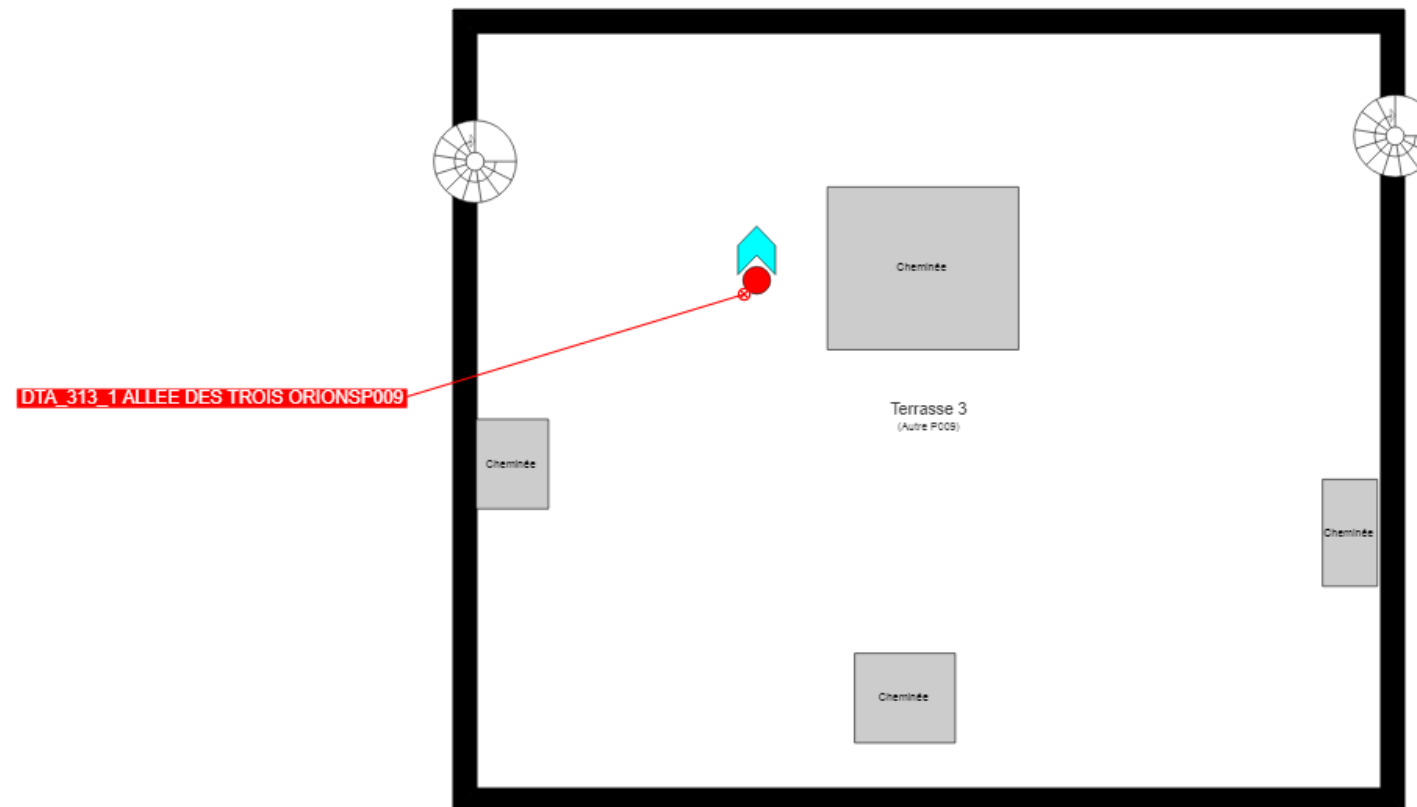 Cheminée
DTA_313_1 ALLEE DES TROIS ORIONSP009
Terrasse 3
(Autre P009)
Cheminée
Cheminée
Cheminée